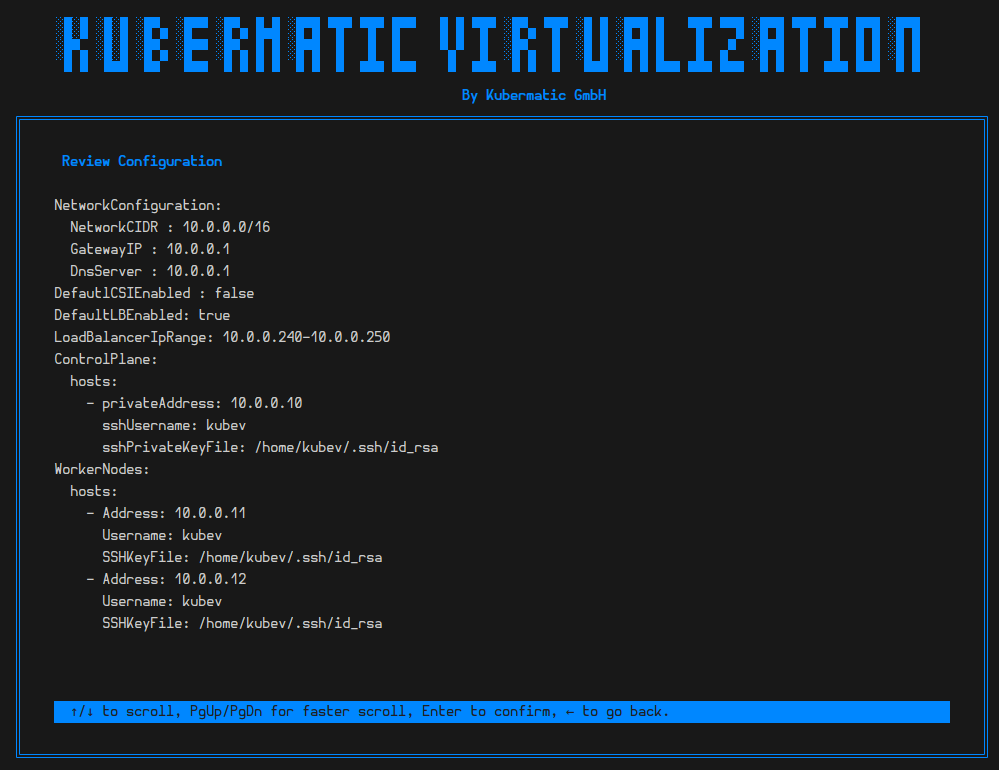 KUBERMATIC VIRTUALIZATION
By Kubermatic GmbH
Review Configuration
NetworkConfiguration:
  NetworkCIDR : 10.0.0.0/16
  GatewayIP : 10.0.0.1
  DnsServer : 10.0.0.1
DefautlCSIEnabled : false
DefaultLBEnabled: true
LoadBalancerIpRange: 10.0.0.240-10.0.0.250
ControlPlane:
  hosts:
    - privateAddress: 10.0.0.10
      sshUsername: kubev
      sshPrivateKeyFile: /home/kubev/.ssh/id_rsa
WorkerNodes:
  hosts:
    - Address: 10.0.0.11
      Username: kubev
      SSHKeyFile: /home/kubev/.ssh/id_rsa
    - Address: 10.0.0.12
      Username: kubev
      SSHKeyFile: /home/kubev/.ssh/id_rsa
↑/↓ to scroll, PgUp/PgDn for faster scroll, Enter to confirm, ← to go back.